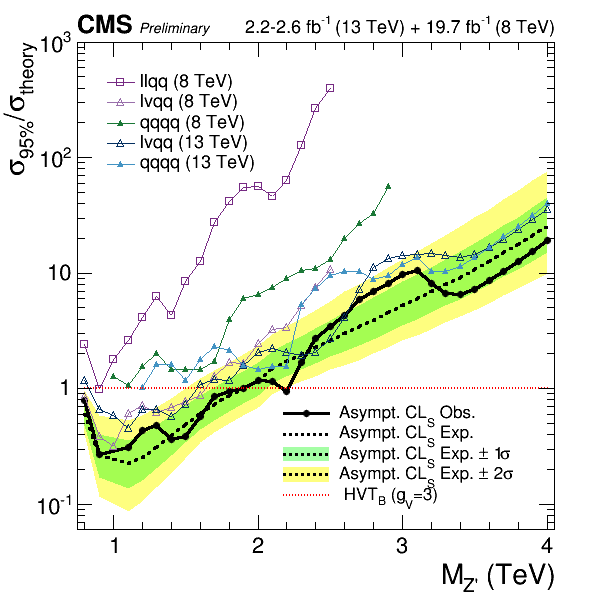 CMS Preliminary 2.2-2.6 fb⁻¹ (13 TeV) + 19.7 fb⁻¹ (8 TeV)
σ95%/σtheory
10³
10²
10
1
10⁻¹
llqq (8 TeV)
lνqq (8 TeV)
qqqq (8 TeV)
lνqq (13 TeV)
qqqq (13 TeV)
Asympt. CLS Obs.
Asympt. CLS Exp.
Asympt. CLS Exp. ± 1σ
Asympt. CLS Exp. ± 2σ
HVTB (gV=3)
1 2 3 4
MZ' (TeV)